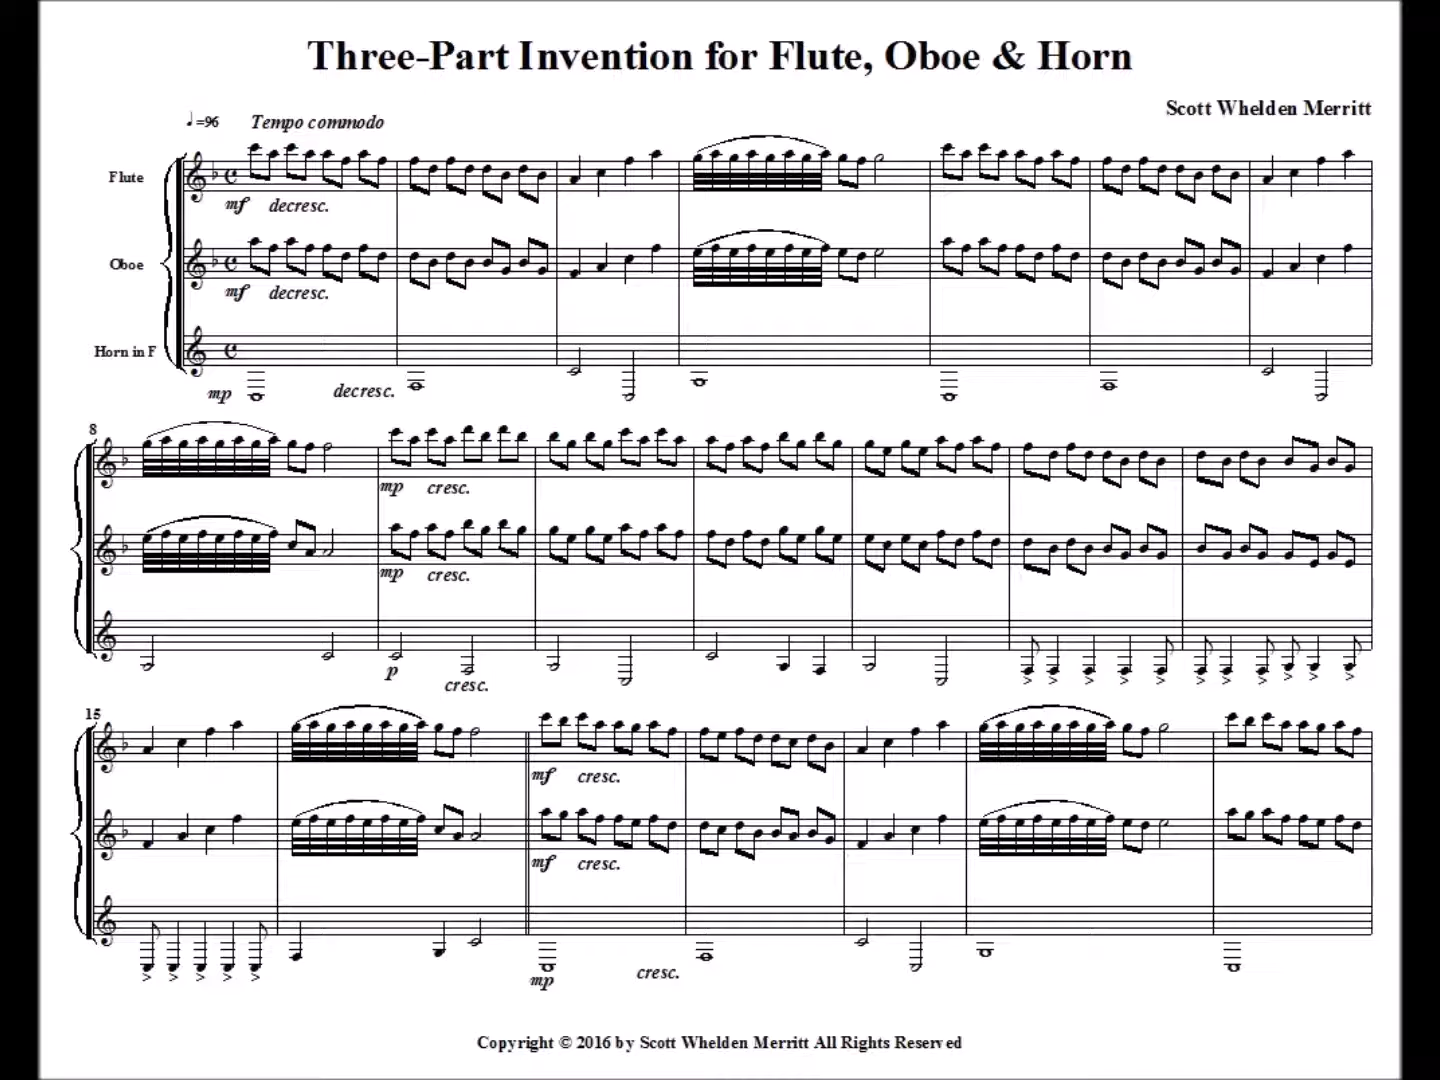 Three-Part Invention for Flute, Oboe & Horn
Scott Whelden Merritt
♩=96 Tempo commodo
Flute
mf decresc.
Oboe
mf decresc.
Horn in F
mp decresc.
8
mp cresc.
mp cresc.
p cresc.
15
mf cresc.
mf cresc.
mp cresc.
Copyright © 2016 by Scott Whelden Merritt All Rights Reserved